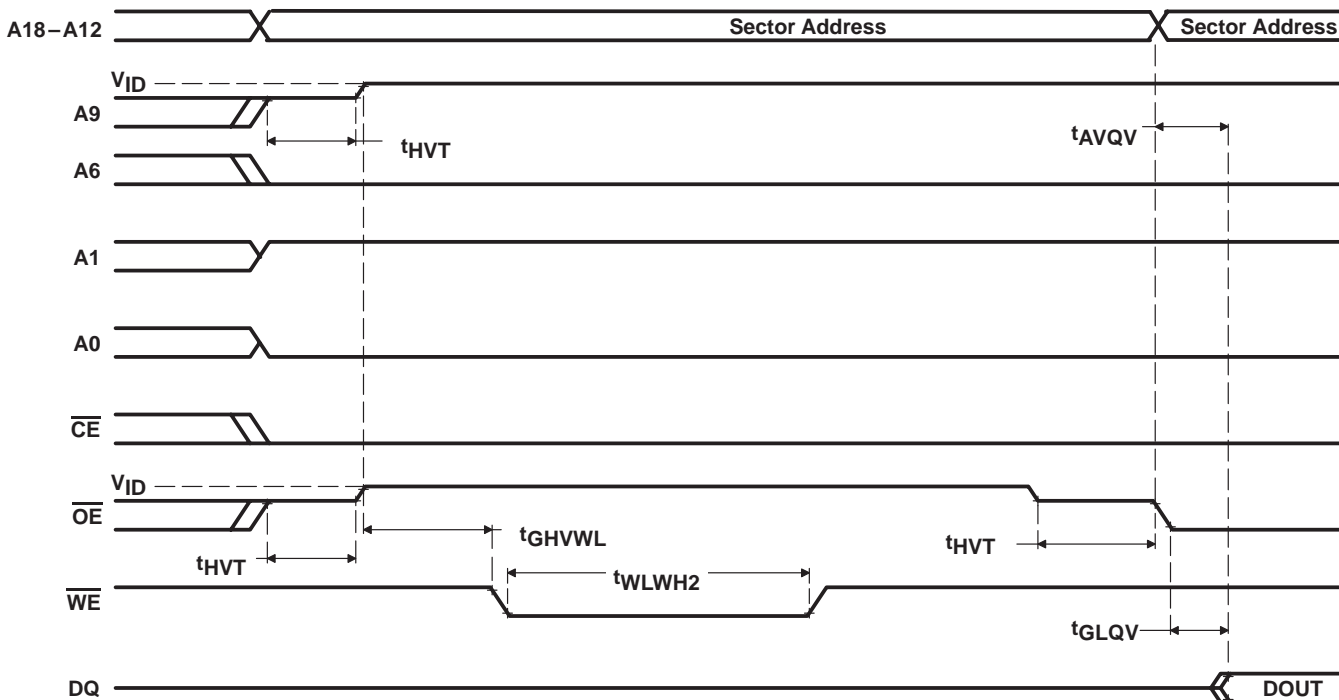 A18–A12 Sector Address Sector Address
VID
A9
tHVT tAVQV
A6
A1
A0
CE
VID
OE
tGHVWL tHVT
tHVT
tWLWH2
WE
tGLQV
DQ DOUT